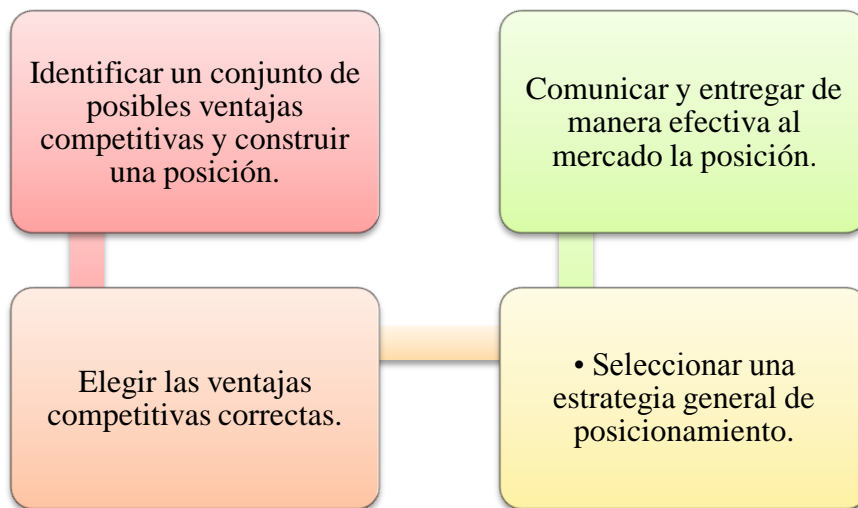 Identificar un conjunto de
posibles ventajas
competitivas y construir
una posición.
Elegir las ventajas
competitivas correctas.
• Seleccionar una
estrategia general de
posicionamiento.
Comunicar y entregar de
manera efectiva al
mercado la posición.